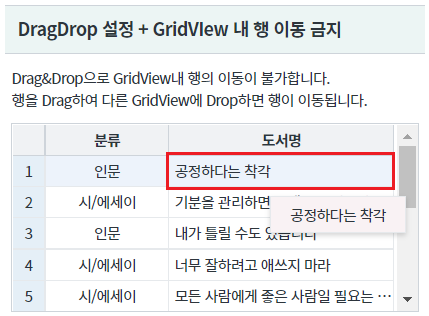 DragDrop 설정 + GridVIew 내 행 이동 금지
Drag&Drop으로 GridView내 행의 이동이 불가합니다.
행을 Drag하여 다른 GridView에 Drop하면 행이 이동됩니다.
분류 도서명
1 인문 공정하다는 착각
2 시/에세이 기분을 관리하면
공정하다는 착각
3 인문 내가 틀릴 수도 있습니다
4 시/에세이 너무 잘하려고 애쓰지 마라
5 시/에세이 모든 사람에게 좋은 사람일 필요는 …